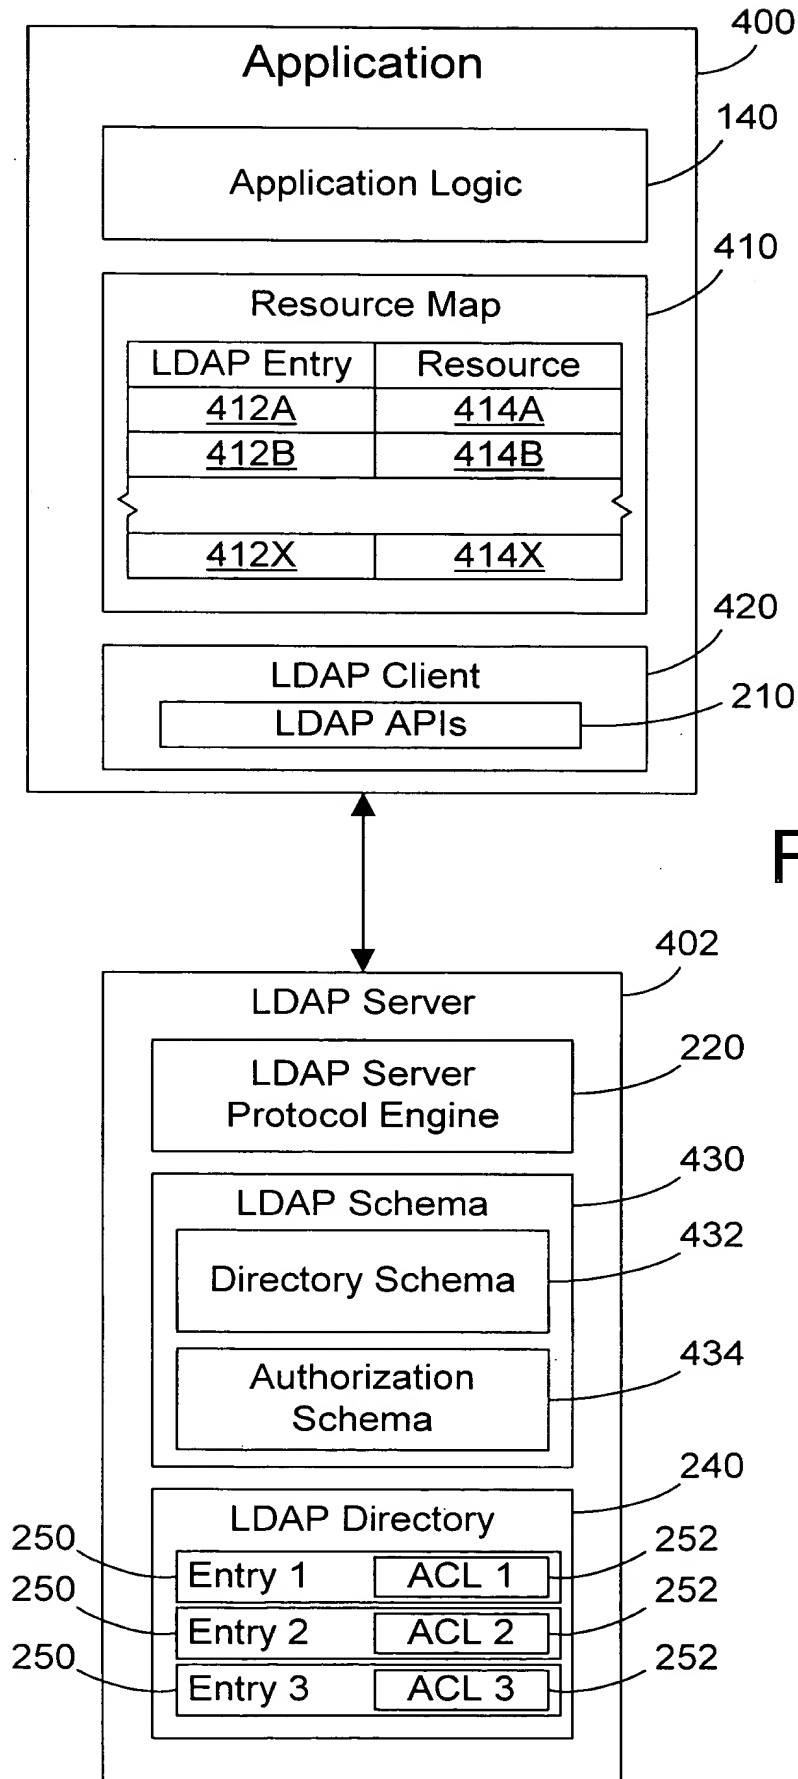 400
Application
140
Application Logic
410
Resource Map
LDAP Entry Resource
412A 414A
412B 414B
412X 414X
420
LDAP Client
210
LDAP APIs
F
402
LDAP Server
220
LDAP Server
Protocol Engine
430
LDAP Schema
432
Directory Schema
434
Authorization
Schema
240
LDAP Directory
250 Entry 1 ACL 1 252
250 Entry 2 ACL 2 252
250 Entry 3 ACL 3 252